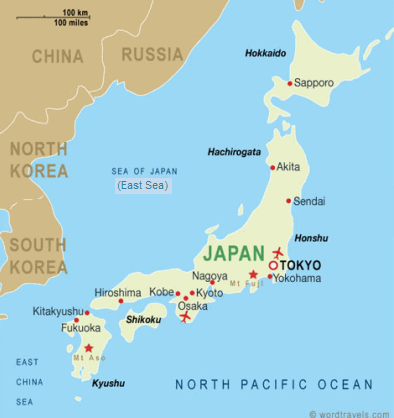 100 km
100 miles
CHINA
RUSSIA
Hokkaido
Sapporo
NORTH
KOREA
SEA OF JAPAN
(East Sea)
Hachirogata
Akita
Sendai
SOUTH
KOREA
JAPAN
Honshu
TOKYO
Nagoya
Mt Fuji
Yokohama
Hiroshima
Kobe
Kyoto
Osaka
Kitakyushu
Fukuoka
Shikoku
Mt Aso
EAST
CHINA
SEA
Kyushu
NORTH PACIFIC OCEAN
© wordtravels.com